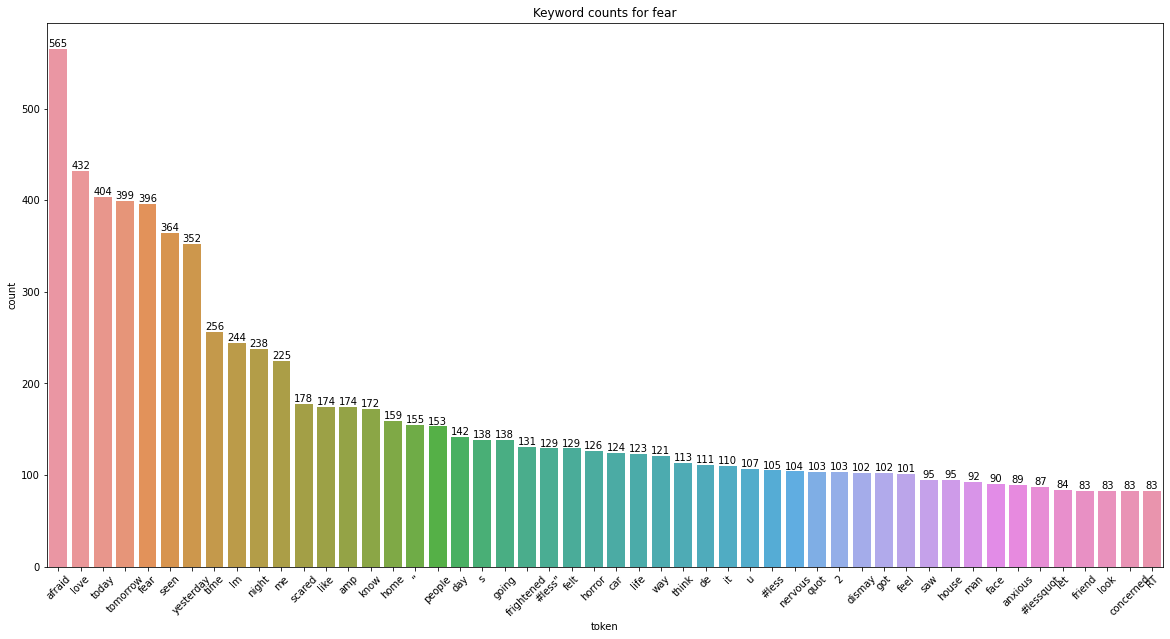 Keyword counts for fear
565
432
404
399
396
364
352
256
244
238
225
178
174
174
172
159
155
153
142
138
138
131
129
129
126
124
123
121
113
111
110
107
105
104
103
103
102
102
101
95
95
92
90
89
87
84
83
83
83
83
count
500
400
300
200
100
0
afraid
love
today
tomorrow
fear
seen
yesterday
time
Im
night
me
scared
like
amp
know
home
“
people
day
s
going
frightened
#less"
felt
horror
car
life
way
think
de
it
u
#less
nervous
quot
2
dismay
got
feel
saw
house
man
face
anxious
#lessquot
let
friend
look
concerned
RT
token